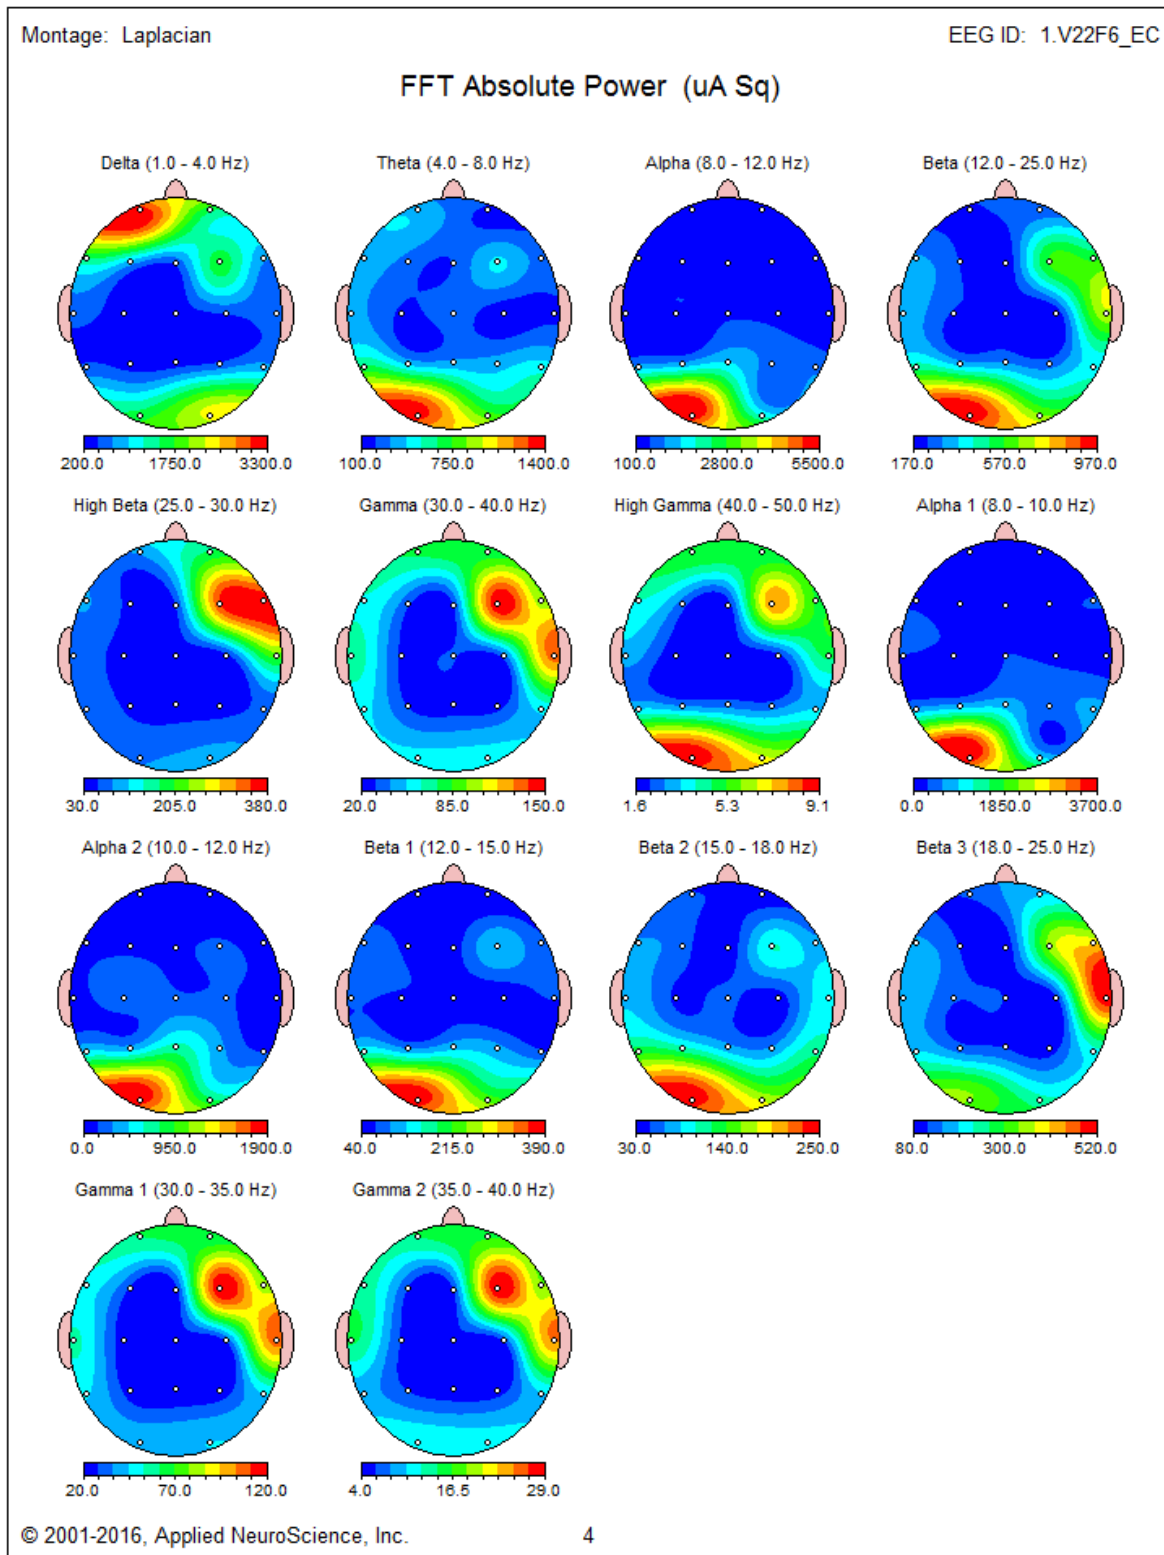 Montage: Laplacian EEG ID: 1.V22F6_EC
FFT Absolute Power (uA Sq)
Delta (1.0 - 4.0 Hz) Theta (4.0 - 8.0 Hz) Alpha (8.0 - 12.0 Hz) Beta (12.0 - 25.0 Hz)
200.0 1750.0 3300.0 100.0 750.0 1400.0 100.0 2800.0 5500.0 170.0 570.0 970.0
High Beta (25.0 - 30.0 Hz) Gamma (30.0 - 40.0 Hz) High Gamma (40.0 - 50.0 Hz) Alpha 1 (8.0 - 10.0 Hz)
30.0 205.0 380.0 20.0 85.0 150.0 1.6 5.3 9.1 0.0 1850.0 3700.0
Alpha 2 (10.0 - 12.0 Hz) Beta 1 (12.0 - 15.0 Hz) Beta 2 (15.0 - 18.0 Hz) Beta 3 (18.0 - 25.0 Hz)
0.0 950.0 1900.0 40.0 215.0 390.0 30.0 140.0 250.0 80.0 300.0 520.0
Gamma 1 (30.0 - 35.0 Hz) Gamma 2 (35.0 - 40.0 Hz)
20.0 70.0 120.0 4.0 16.5 29.0
© 2001-2016, Applied NeuroScience, Inc. 4